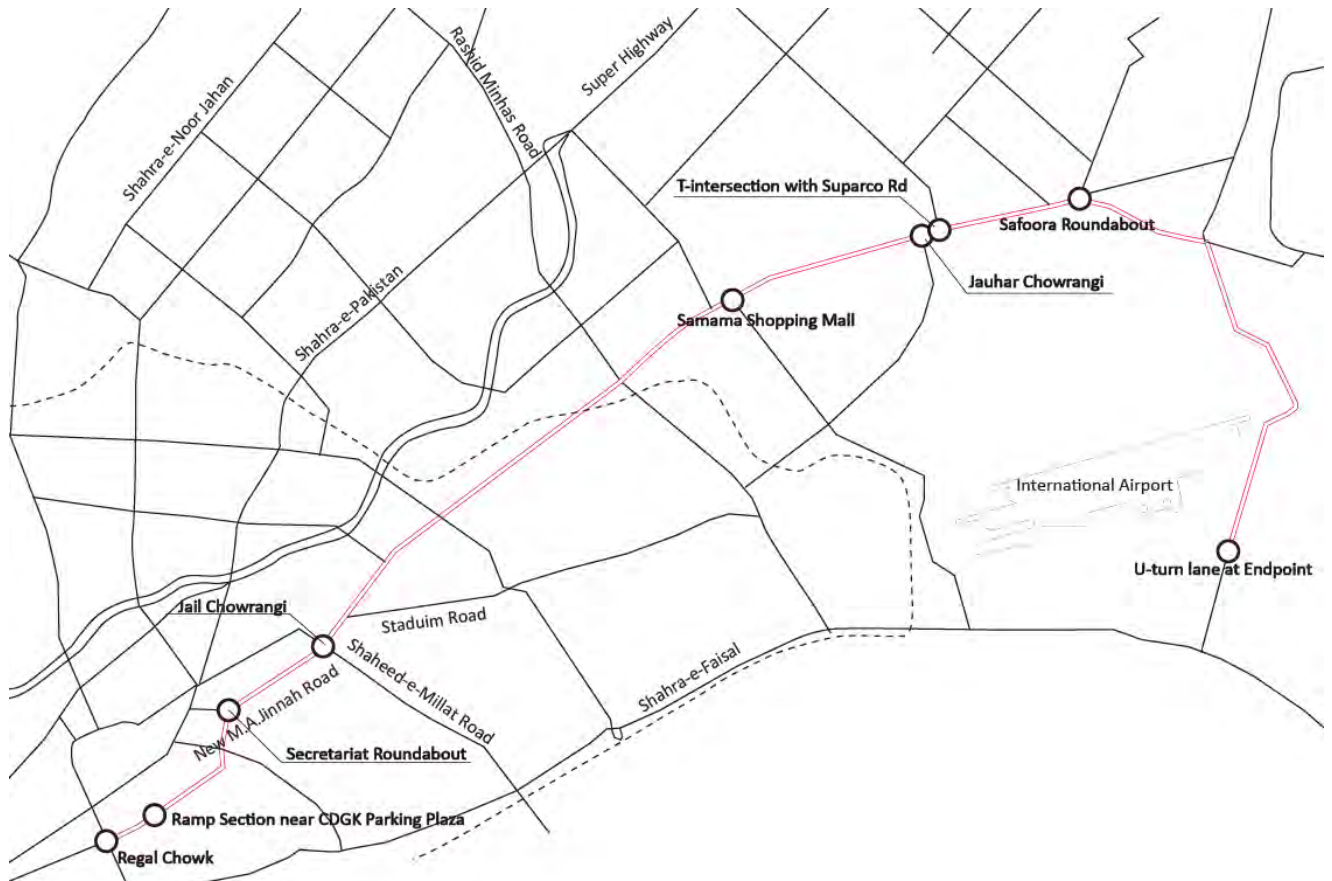 Rashid Minhas Road
Super Highway
Shahra-e-Noor Jahan
T-intersection with Suparco Rd
Safoora Roundabout
Shahra-e-Pakistan
Jauhar Chowrangi
Samama Shopping Mall
International Airport
U-turn lane at Endpoint
Jail Chowrangi
Staduim Road
Shaheed-e-Millat Road
Shahra-e-Faisal
New M.A.Jinnah Road
Secretariat Roundabout
Ramp Section near CDGK Parking Plaza
Regal Chowk